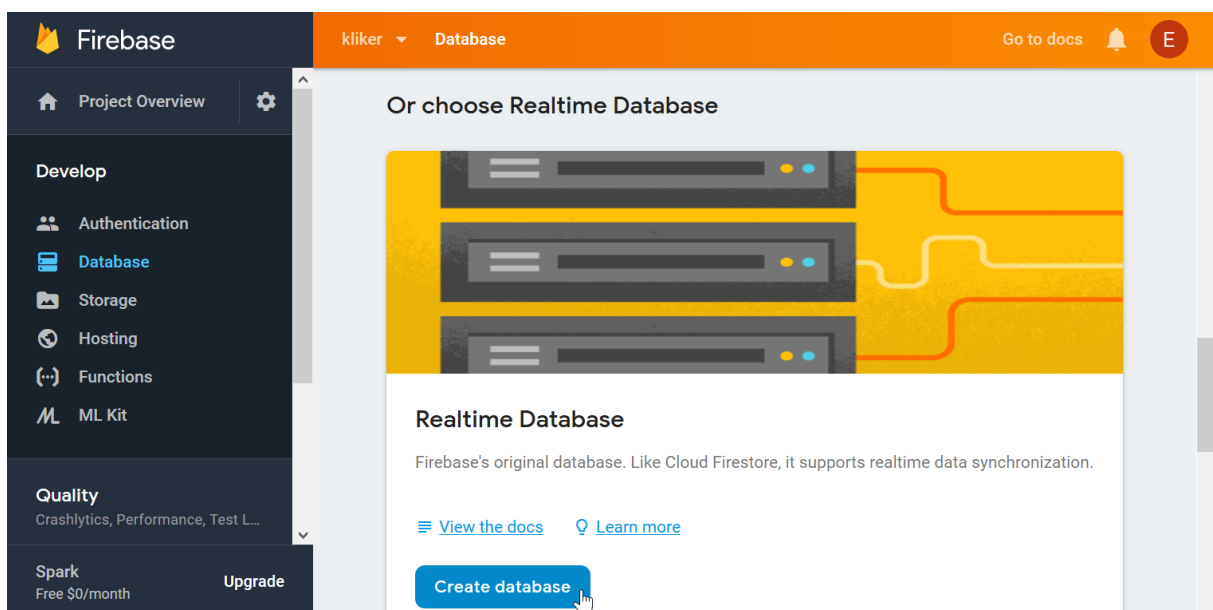 Firebase
kliker Database Go to docs E
Project Overview
Or choose Realtime Database
Develop
Authentication
Database
Storage
Hosting
Functions
ML Kit
Quality
Crashlytics, Performance, Test L...
Spark
Free $0/month
Upgrade
Realtime Database
Firebase's original database. Like Cloud Firestore, it supports realtime data synchronization.
View the docs Learn more
Create database